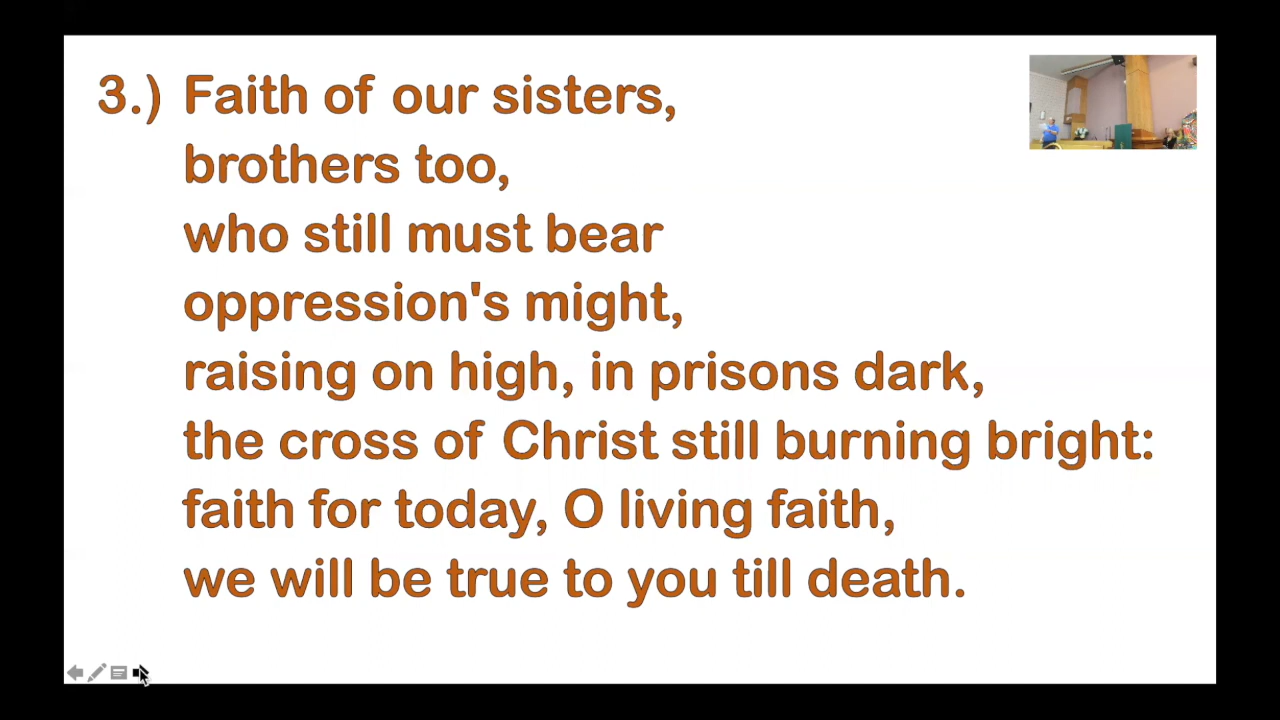 3.) Faith of our sisters,
brothers too,
who still must bear
oppression's might,
raising on high, in prisons dark,
the cross of Christ still burning bright:
faith for today, O living faith,
we will be true to you till death.